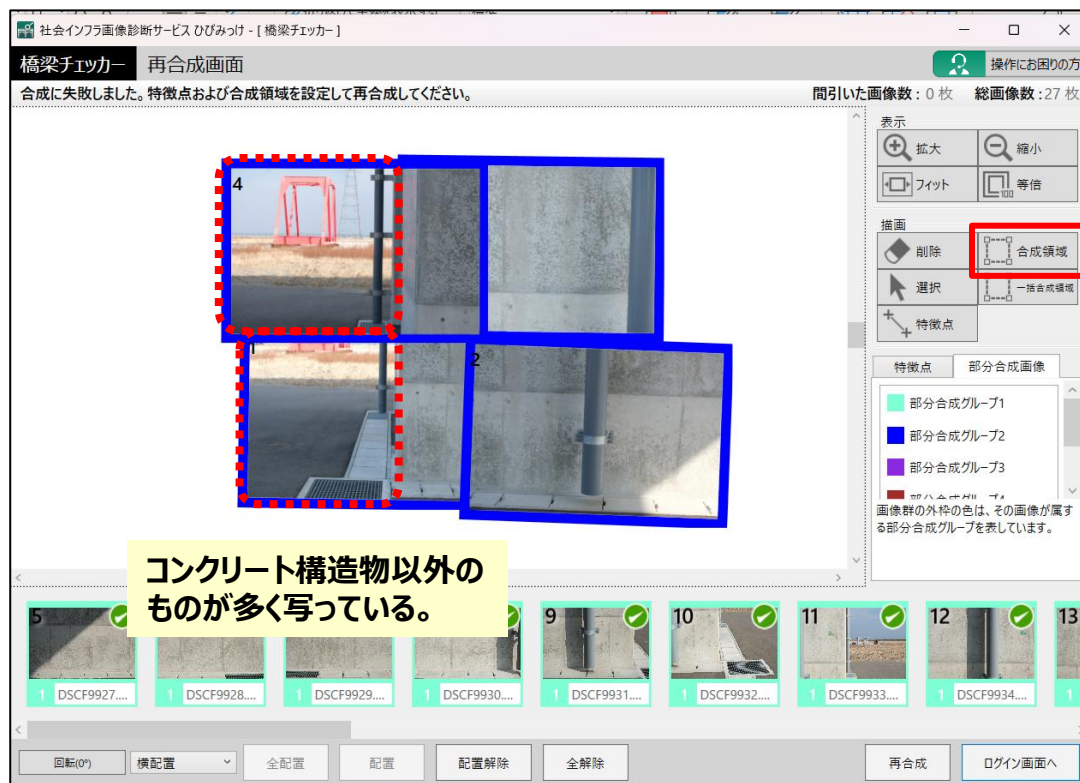 社会インフラ画像診断サービス ひびみっけ - [ 橋梁チェッカー ]
橋梁チェッカー 再合成画面 操作にお困りの方
合成に失敗しました。特徴点および合成領域を設定して再合成してください。 間引いた画像数 : 0 枚 総画像数 : 27 枚
表示
拡大 縮小
フィット 等倍
100
描画
削除 合成領域
選択 一括合成領域
特徴点
特徴点 部分合成画像
部分合成グループ1
部分合成グループ2
部分合成グループ3
画像群の外枠の色は、その画像が属す
る部分合成グループを表しています。
4
1 2
コンクリート構造物以外の
ものが多く写っている。
5 9 10 11 12 13
1 DSCF9927.... 1 DSCF9928.... 1 DSCF9929.... 1 DSCF9930.... 1 DSCF9931.... 1 DSCF9932.... 1 DSCF9933.... 1 DSCF9934.... 1
回転(0°) 横配置 全配置 配置 配置解除 全解除 再合成 ログイン画面へ